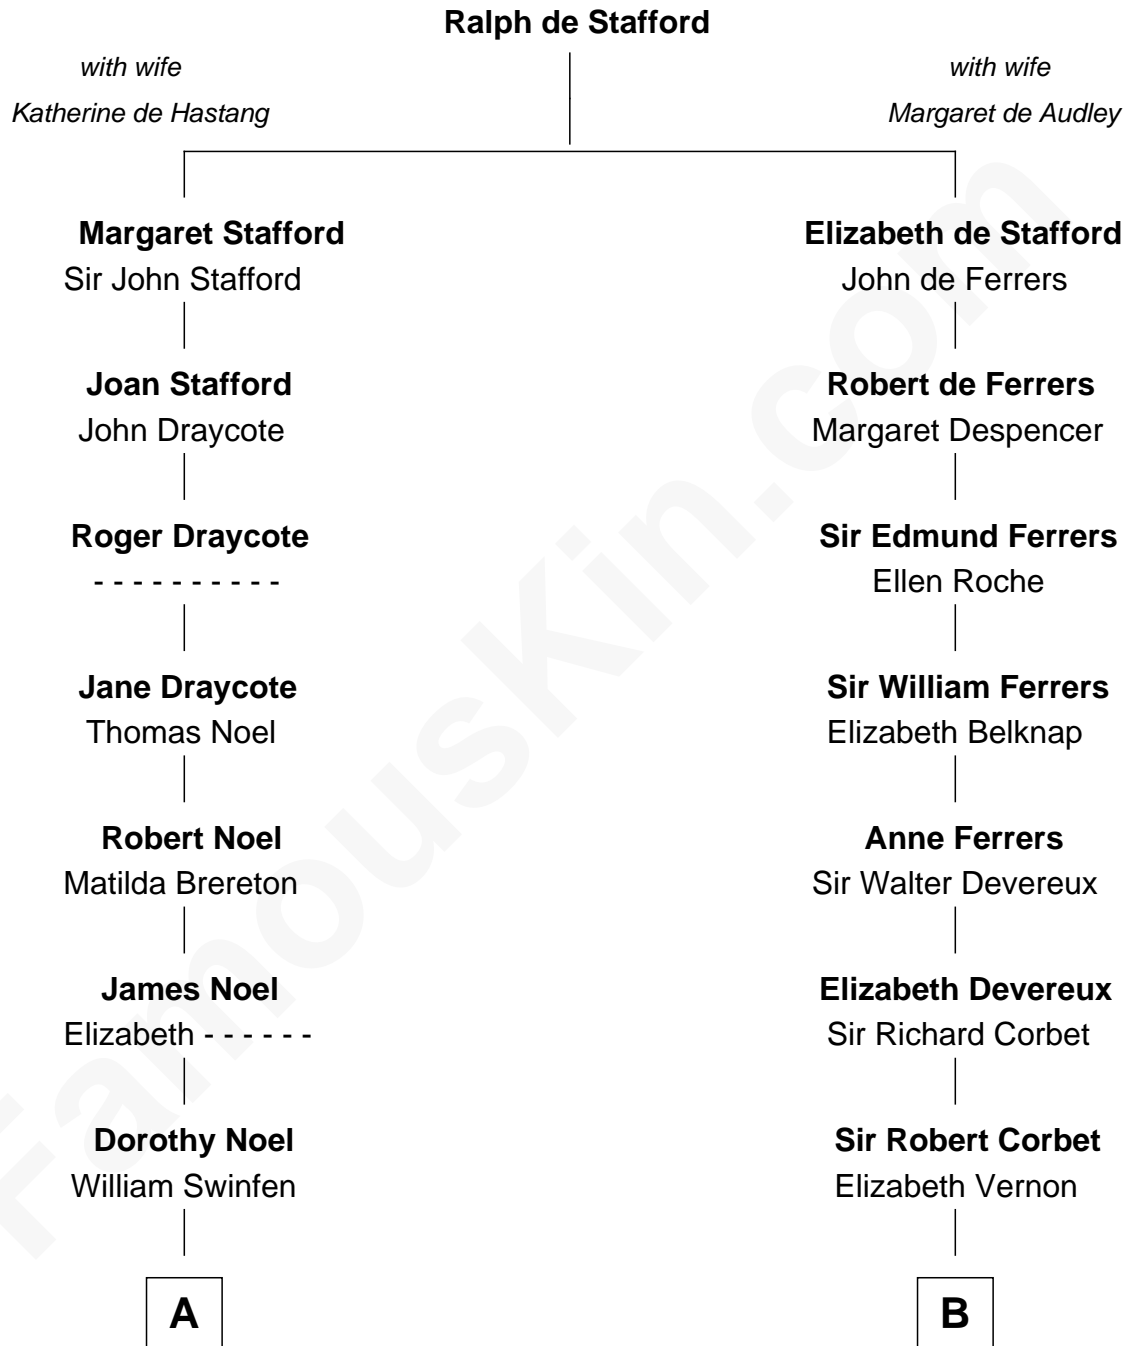 Ralph de Stafford
with wife
Katherine de Hastang
with wife
Margaret de Audley
Margaret Stafford
Sir John Stafford
Elizabeth de Stafford
John de Ferrers
Joan Stafford
John Draycote
Robert de Ferrers
Margaret Despencer
Roger Draycote
- - - - - - - - - -
Sir Edmund Ferrers
Ellen Roche
Jane Draycote
Thomas Noel
Sir William Ferrers
Elizabeth Belknap
Robert Noel
Matilda Brereton
Anne Ferrers
Sir Walter Devereux
James Noel
Elizabeth - - - - - -
Elizabeth Devereux
Sir Richard Corbet
Dorothy Noel
William Swinfen
Sir Robert Corbet
Elizabeth Vernon
A
B
FamousKin.com